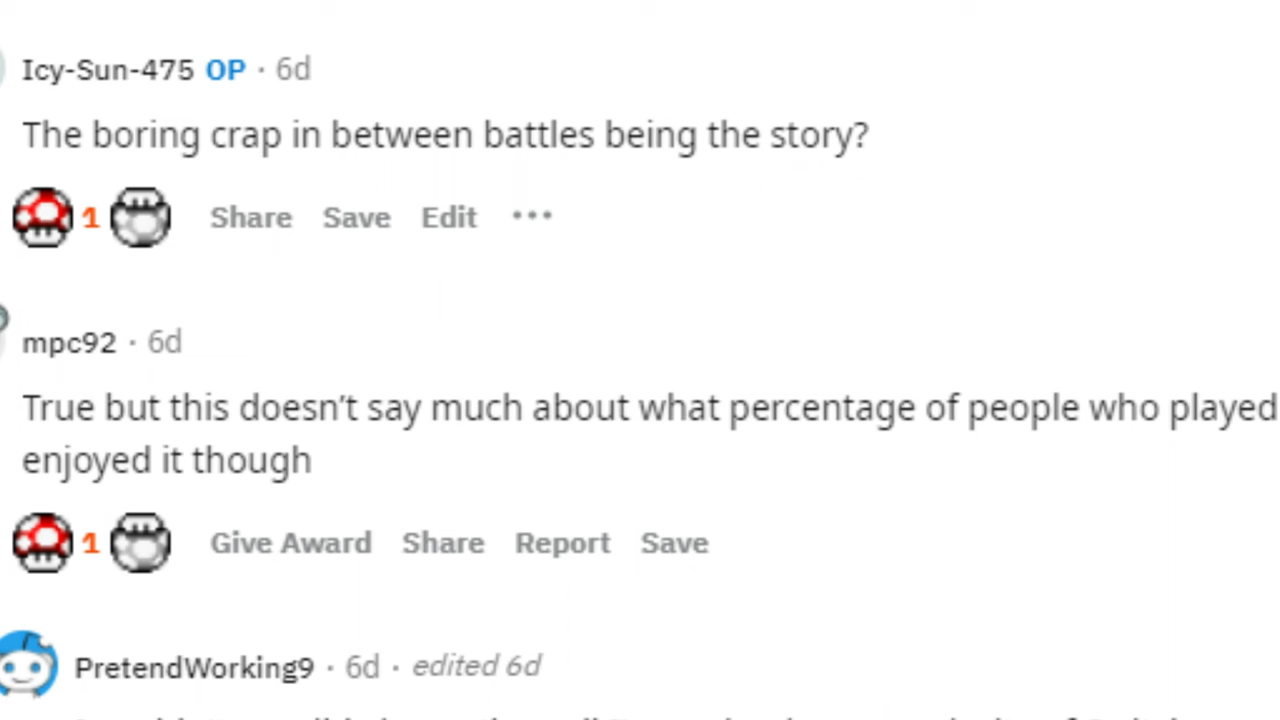 Icy-Sun-475 OP · 6d
The boring crap in between battles being the story?
1 Share Save Edit •••
mpc92 · 6d
True but this doesn't say much about what percentage of people who played
enjoyed it though
1 Give Award Share Report Save
PretendWorking9 · 6d · edited 6d